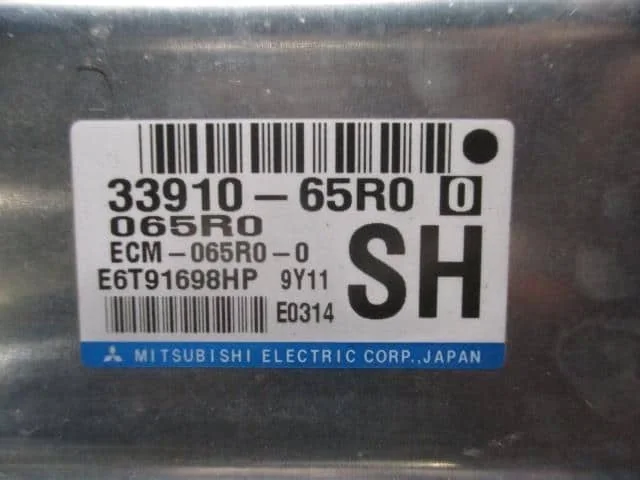 33910-65R0 0
065R0
ECM-065R0-0
SH
E6T91698HP 9Y11
E0314
MITSUBISHI ELECTRIC CORP., JAPAN